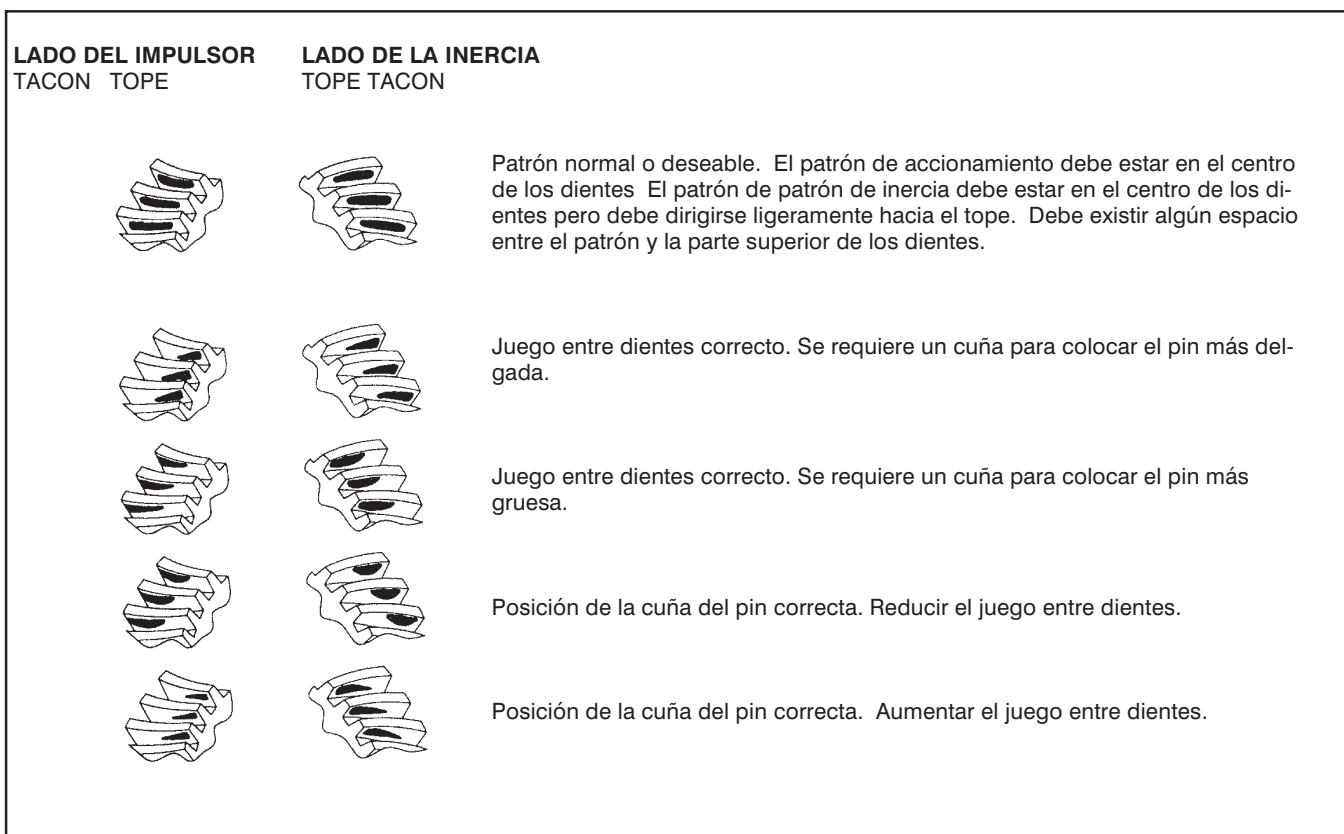 LADO DEL IMPULSOR LADO DE LA INERCIA
TACON TOPE TOPE TACON
Patrón normal o deseable. El patrón de accionamiento debe estar en el centro
de los dientes El patrón de patrón de inercia debe estar en el centro de los di-
entes pero debe dirigirse ligeramente hacia el tope. Debe existir algún espacio
entre el patrón y la parte superior de los dientes.
Juego entre dientes correcto. Se requiere un cuña para colocar el pin más del-
gada.
Juego entre dientes correcto. Se requiere un cuña para colocar el pin más
gruesa.
Posición de la cuña del pin correcta. Reducir el juego entre dientes.
Posición de la cuña del pin correcta. Aumentar el juego entre dientes.